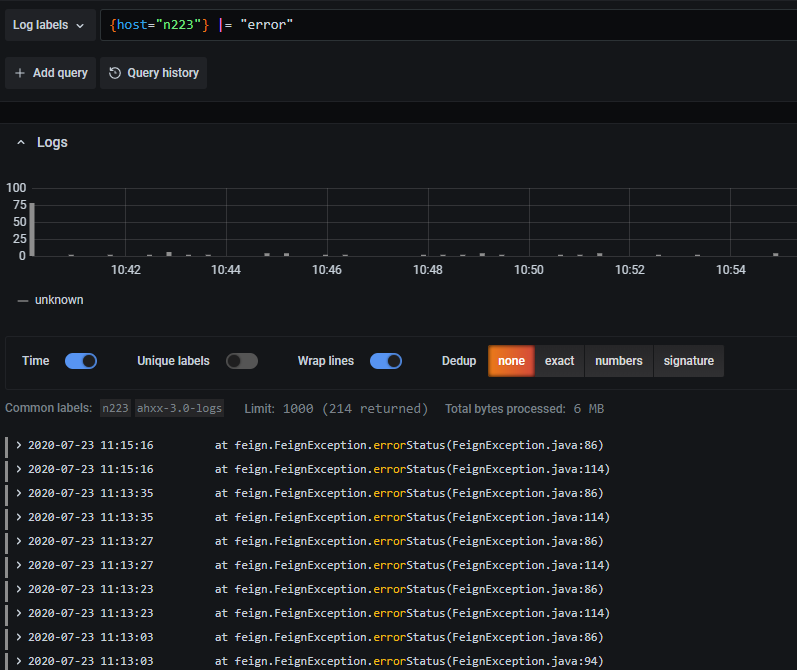 Log labels {host="n223"} |= "error"
+ Add query Query history
Logs
100
75
50
25
0
10:42 10:44 10:46 10:48 10:50 10:52 10:54
unknown
Time Unique labels Wrap lines Dedup none exact numbers signature
Common labels: n223 ahxx-3.0-logs Limit: 1000 (214 returned) Total bytes processed: 6 MB
> 2020-07-23 11:15:16 at feign.FeignException.errorStatus(FeignException.java:86)
> 2020-07-23 11:15:16 at feign.FeignException.errorStatus(FeignException.java:114)
> 2020-07-23 11:13:35 at feign.FeignException.errorStatus(FeignException.java:86)
> 2020-07-23 11:13:35 at feign.FeignException.errorStatus(FeignException.java:114)
> 2020-07-23 11:13:27 at feign.FeignException.errorStatus(FeignException.java:86)
> 2020-07-23 11:13:27 at feign.FeignException.errorStatus(FeignException.java:114)
> 2020-07-23 11:13:23 at feign.FeignException.errorStatus(FeignException.java:86)
> 2020-07-23 11:13:23 at feign.FeignException.errorStatus(FeignException.java:114)
> 2020-07-23 11:13:03 at feign.FeignException.errorStatus(FeignException.java:86)
> 2020-07-23 11:13:03 at feign.FeignException.errorStatus(FeignException.java:94)